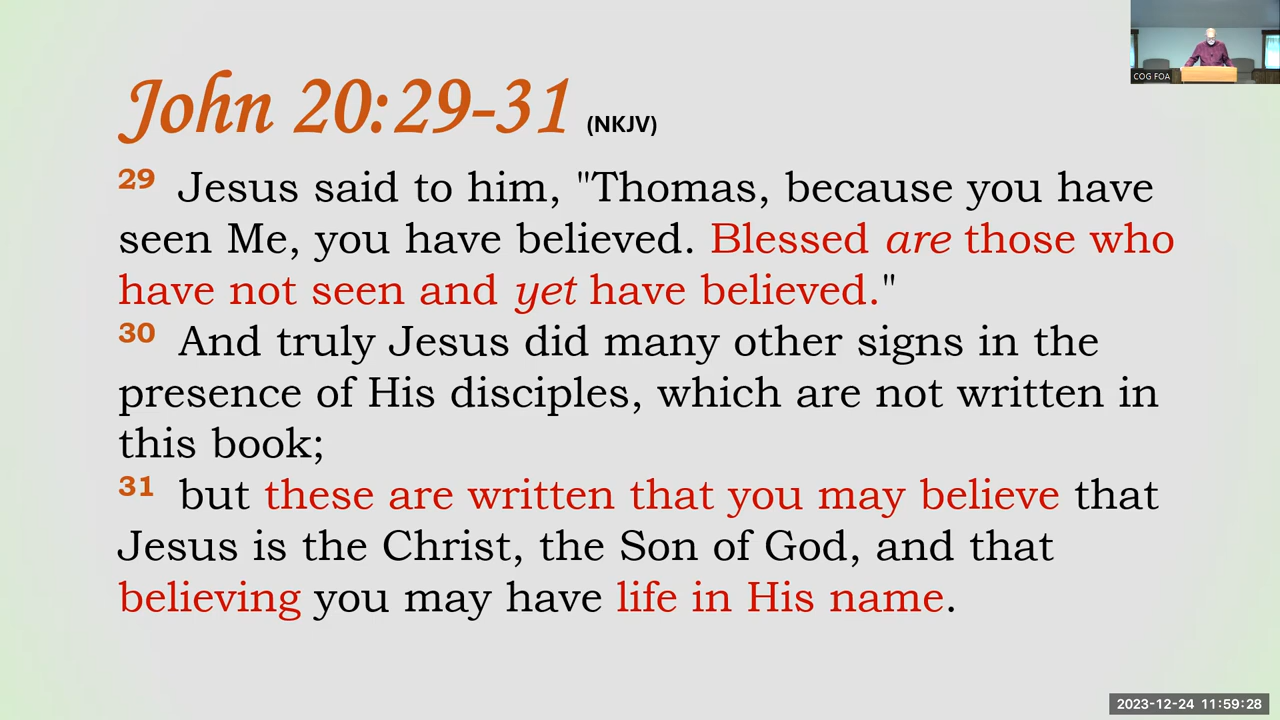 COG FOA
John 20:29-31 (NKJV)
29 Jesus said to him, "Thomas, because you have
seen Me, you have believed. Blessed are those who
have not seen and yet have believed."
30 And truly Jesus did many other signs in the
presence of His disciples, which are not written in
this book;
31 but these are written that you may believe that
Jesus is the Christ, the Son of God, and that
believing you may have life in His name.
2023-12-24 11:59:28